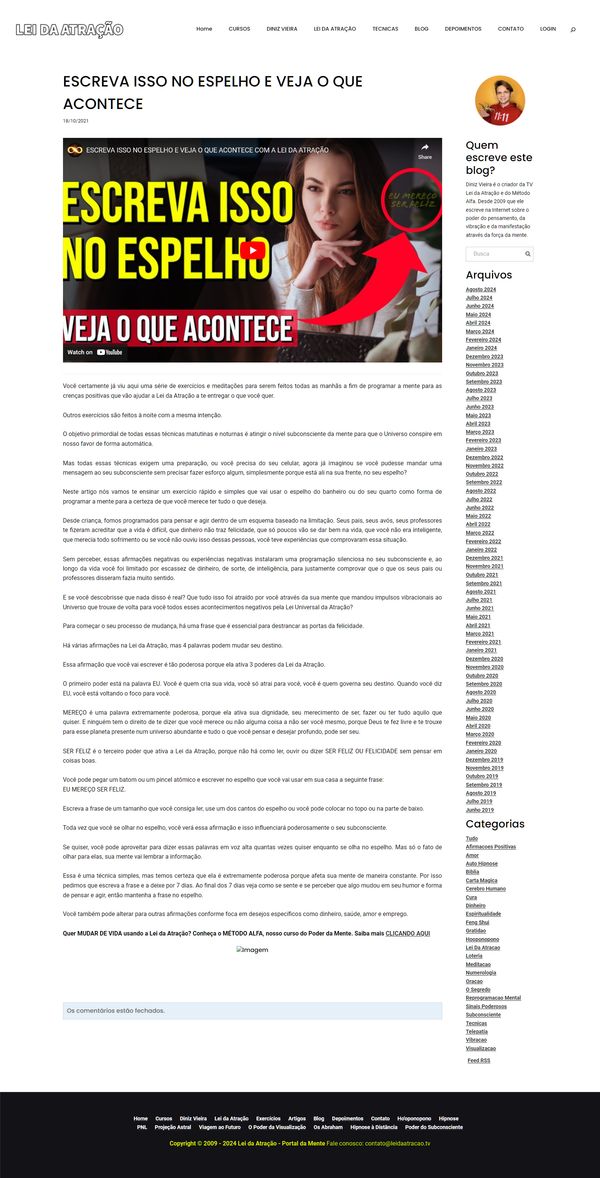 LEI DA ATRAÇÃO
Home CURSOS DINIZ VIEIRA LEI DA ATRAÇÃO TÉCNICAS BLOG DEPOIMENTOS CONTATO LOGIN
ESCREVA ISSO NO ESPELHO E VEJA O QUE
ACONTECE
18/10/2021
ESCREVA ISSO NO ESPELHO E VEJA O QUE ACONTECE COM A LEI DA ATRAÇÃO
Share
ESCREVA ISSO
NO ESPELHO
EU MEREÇO
SER FELIZ
VEJA O QUE ACONTECE
Watch on YouTube
Você certamente já viu aqui uma série de exercícios e meditações para serem feitos todas as manhãs a fim de programar a mente para as
crenças positivas que vão ajudar a Lei da Atração a te entregar o que você quer.
Outros exercícios são feitos à noite com a mesma intenção.
O objetivo primordial de todas essas técnicas matutinas e noturnas é atingir o nível subconsciente da mente para que o Universo conspire em
nosso favor de forma automática.
Mas todas essas técnicas exigem uma preparação, ou você precisa do seu celular, agora já imaginou se você pudesse mandar uma
mensagem ao seu subconsciente sem precisar fazer esforço algum, simplesmente porque está ali na sua frente, no seu espelho?
Neste artigo nós vamos te ensinar um exercício rápido e simples que vai usar o espelho do banheiro ou do seu quarto como forma de
programar a mente para a certeza de que você merece ter tudo o que deseja.
Desde criança, fomos programados para pensar e agir dentro de um esquema baseado na limitação. Seus pais, seus avós, seus professores
te fizeram acreditar que a vida é difícil, que dinheiro não traz felicidade, que só poucos vão se dar bem na vida, que você não era inteligente,
que merecia todo sofrimento ou se você não ouviu isso dessas pessoas, você teve experiências que comprovaram essa situação.
Sem perceber, essas afirmações negativas ou experiências negativas instalaram uma programação silenciosa no seu subconsciente e, ao
longo da vida você foi limitado por escassez de dinheiro, de sorte, de inteligência, para justamente comprovar que o que os seus pais ou
professores disseram fazia muito sentido.
E se você descobrisse que nada disso é real? Que tudo isso foi atraído por você através da sua mente que mandou impulsos vibracionais ao
Universo que trouxe de volta para você todos esses acontecimentos negativos pela Lei Universal da Atração?
Para começar o seu processo de mudança, há uma frase que é essencial para destrancar as portas da felicidade.
Há várias afirmações na Lei da Atração, mas 4 palavras podem mudar seu destino.
Essa afirmação que você vai escrever é tão poderosa porque ela ativa 3 poderes da Lei da Atração.
O primeiro poder está na palavra EU. Você é quem cria sua vida, você só atrai para você, você é quem governa seu destino. Quando você diz
EU, você está voltando o foco para você.
MEREÇO é uma palavra extremamente poderosa, porque ela ativa sua dignidade, seu merecimento de ser, fazer ou ter tudo aquilo que
quiser. E ninguém tem o direito de te dizer que você merece ou não alguma coisa a não ser você mesmo, porque Deus te fez livre e te trouxe
para esse planeta presente num universo abundante e tudo o que você pensar e desejar profundo, pode ser seu.
SER FELIZ é o terceiro poder que ativa a Lei da Atração, porque não há como ler, ouvir ou dizer SER FELIZ OU FELICIDADE sem pensar em
coisas boas.
Você pode pegar um batom ou um pincel atômico e escrever no espelho que você vai usar em sua casa a seguinte frase:
EU MEREÇO SER FELIZ.
Escreva a frase de um tamanho que você consiga ler, use um dos cantos do espelho ou você pode colocar no topo ou na parte de baixo.
Toda vez que você se olhar no espelho, você verá essa afirmação e isso influenciará poderosamente o seu subconsciente.
Se quiser, você pode aproveitar para dizer essas palavras em voz alta quantas vezes quiser enquanto se olha no espelho. Mas só o fato de
olhar para elas, sua mente vai lembrar a informação.
Essa é uma técnica simples, mas temos certeza que ela é extremamente poderosa porque afeta sua mente de maneira constante. Por isso
pedimos que escreva a frase e a deixe por 7 dias. Ao final dos 7 dias veja como se sente e se perceber que algo mudou em seu humor e forma
de pensar e agir, então mantenha a frase no espelho.
Você também pode alterar para outras afirmações conforme foca em desejos específicos como dinheiro, saúde, amor e emprego.
Quer MUDAR DE VIDA usando a Lei da Atração? Conheça o MÉTODO ALFA, nosso curso do Poder da Mente. Saiba mais CLICANDO AQUI
Imagem
Os comentários estão fechados.
11:11
Quem
escreve este
blog?
Diniz Vieira é o criador da TV
Lei da Atração e do Método
Alfa. Desde 2009 que ele
escreve na Internet sobre o
poder do pensamento, da
vibração e da manifestação
através da força da mente.
Busca
Arquivos
Agosto 2024
Julho 2024
Junho 2024
Maio 2024
Abril 2024
Março 2024
Fevereiro 2024
Janeiro 2024
Dezembro 2023
Novembro 2023
Outubro 2023
Setembro 2023
Agosto 2023
Julho 2023
Junho 2023
Maio 2023
Abril 2023
Março 2023
Fevereiro 2023
Janeiro 2023
Dezembro 2022
Novembro 2022
Outubro 2022
Setembro 2022
Agosto 2022
Julho 2022
Junho 2022
Maio 2022
Abril 2022
Março 2022
Fevereiro 2022
Janeiro 2022
Dezembro 2021
Novembro 2021
Outubro 2021
Setembro 2021
Agosto 2021
Julho 2021
Junho 2021
Maio 2021
Abril 2021
Março 2021
Fevereiro 2021
Janeiro 2021
Dezembro 2020
Novembro 2020
Outubro 2020
Setembro 2020
Agosto 2020
Julho 2020
Junho 2020
Maio 2020
Abril 2020
Março 2020
Fevereiro 2020
Janeiro 2020
Dezembro 2019
Novembro 2019
Outubro 2019
Setembro 2019
Agosto 2019
Julho 2019
Junho 2019
Categorias
Tudo
Afirmacoes Positivas
Amor
Auto Hipnose
Biblia
Carta Magica
Cerebro Humano
Cura
Dinheiro
Espiritualidade
Feng Shui
Gratidao
Hooponopono
Lei Da Atracao
Loteria
Meditacao
Numerologia
Oracao
O Segredo
Reprogramacao Mental
Sinais Poderosos
Subconsciente
Tecnicas
Telepatia
Vibracao
Visualizacao
Feed RSS
Home Cursos Diniz Vieira Lei da Atração Exercícios Artigos Blog Depoimentos Contato Ho'oponopono Hipnose
PNL Projeção Astral Viagem ao Futuro O Poder da Visualização Os Abraham Hipnose à Distância Poder do Subconsciente
Copyright © 2009 - 2024 Lei da Atração - Portal da Mente Fale conosco: contato@leidaatracao.tv